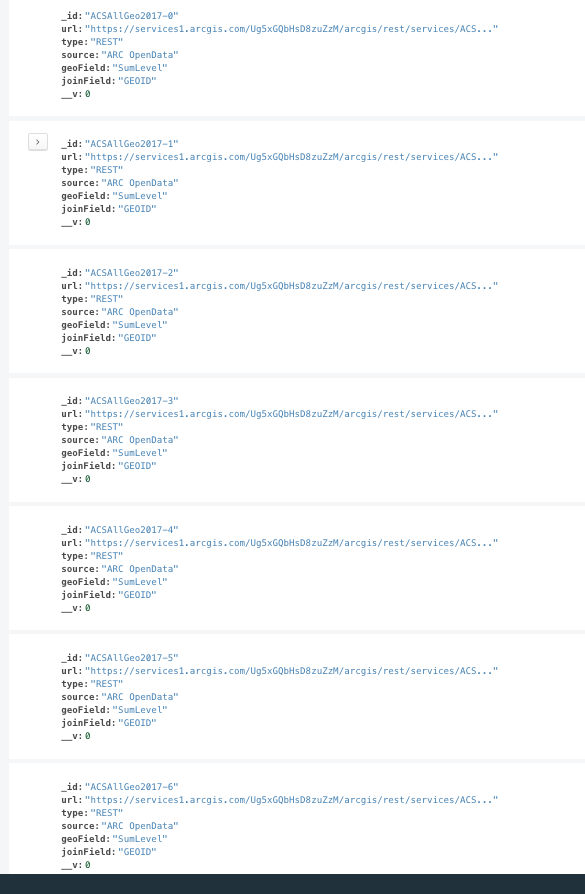 _id: "ACSAllGeo2017-0"
url: "https://services1.arcgis.com/Ug5xGQbHsD8zuZzM/arcgis/rest/services/ACS..."
type: "REST"
source: "ARC OpenData"
geoField: "SumLevel"
joinField: "GEOID"
__v: 0
_id: "ACSAllGeo2017-1"
url: "https://services1.arcgis.com/Ug5xGQbHsD8zuZzM/arcgis/rest/services/ACS..."
type: "REST"
source: "ARC OpenData"
geoField: "SumLevel"
joinField: "GEOID"
__v: 0
_id: "ACSAllGeo2017-2"
url: "https://services1.arcgis.com/Ug5xGQbHsD8zuZzM/arcgis/rest/services/ACS..."
type: "REST"
source: "ARC OpenData"
geoField: "SumLevel"
joinField: "GEOID"
__v: 0
_id: "ACSAllGeo2017-3"
url: "https://services1.arcgis.com/Ug5xGQbHsD8zuZzM/arcgis/rest/services/ACS..."
type: "REST"
source: "ARC OpenData"
geoField: "SumLevel"
joinField: "GEOID"
__v: 0
_id: "ACSAllGeo2017-4"
url: "https://services1.arcgis.com/Ug5xGQbHsD8zuZzM/arcgis/rest/services/ACS..."
type: "REST"
source: "ARC OpenData"
geoField: "SumLevel"
joinField: "GEOID"
__v: 0
_id: "ACSAllGeo2017-5"
url: "https://services1.arcgis.com/Ug5xGQbHsD8zuZzM/arcgis/rest/services/ACS..."
type: "REST"
source: "ARC OpenData"
geoField: "SumLevel"
joinField: "GEOID"
__v: 0
_id: "ACSAllGeo2017-6"
url: "https://services1.arcgis.com/Ug5xGQbHsD8zuZzM/arcgis/rest/services/ACS..."
type: "REST"
source: "ARC OpenData"
geoField: "SumLevel"
joinField: "GEOID"
__v: 0